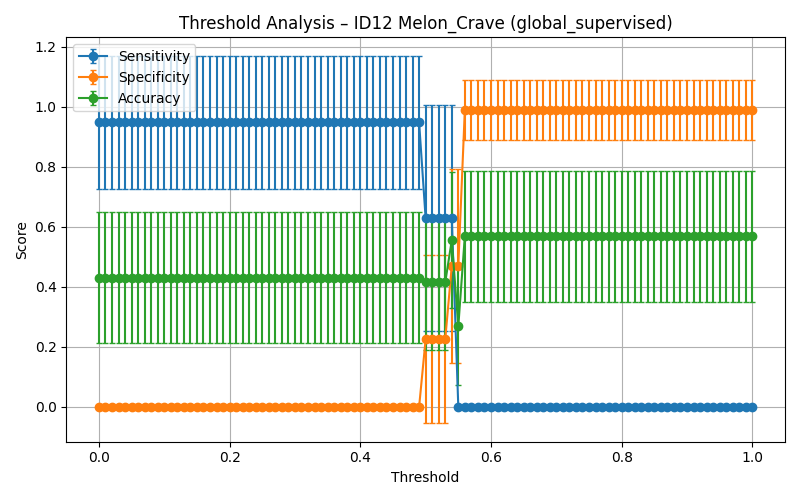 Threshold Analysis – ID12 Melon_Crave (global_supervised)
Sensitivity
Specificity
Accuracy
Score
1.2
1.0
0.8
0.6
0.4
0.2
0.0
0.0 0.2 0.4 0.6 0.8 1.0
Threshold